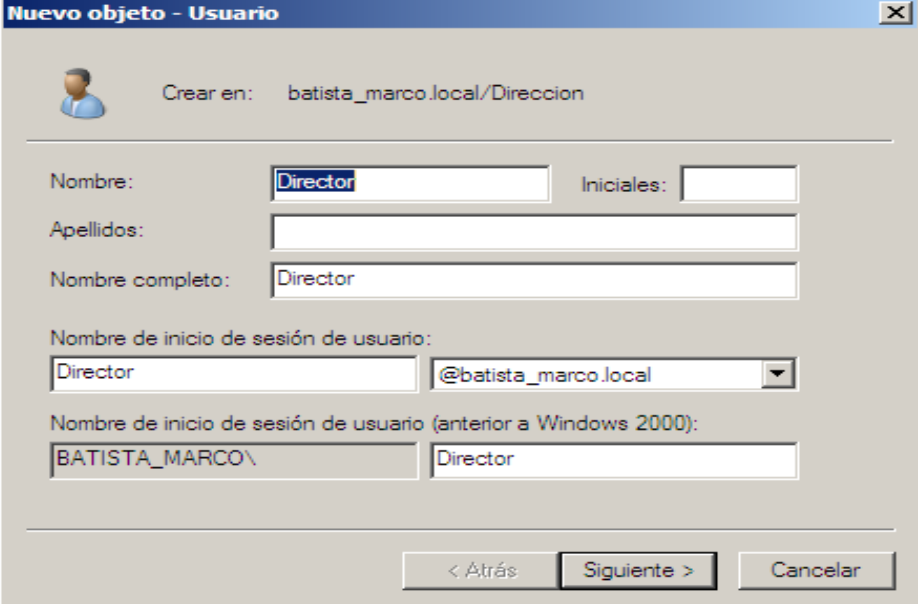 Nuevo objeto - Usuario
Crear en: batista_marco.local/Direccion
Nombre: Director Iniciales:
Apellidos:
Nombre completo: Director
Nombre de inicio de sesión de usuario:
Director @batista_marco.local
Nombre de inicio de sesión de usuario (anterior a Windows 2000):
BATISTA_MARCO\ Director
< Atrás Siguiente > Cancelar